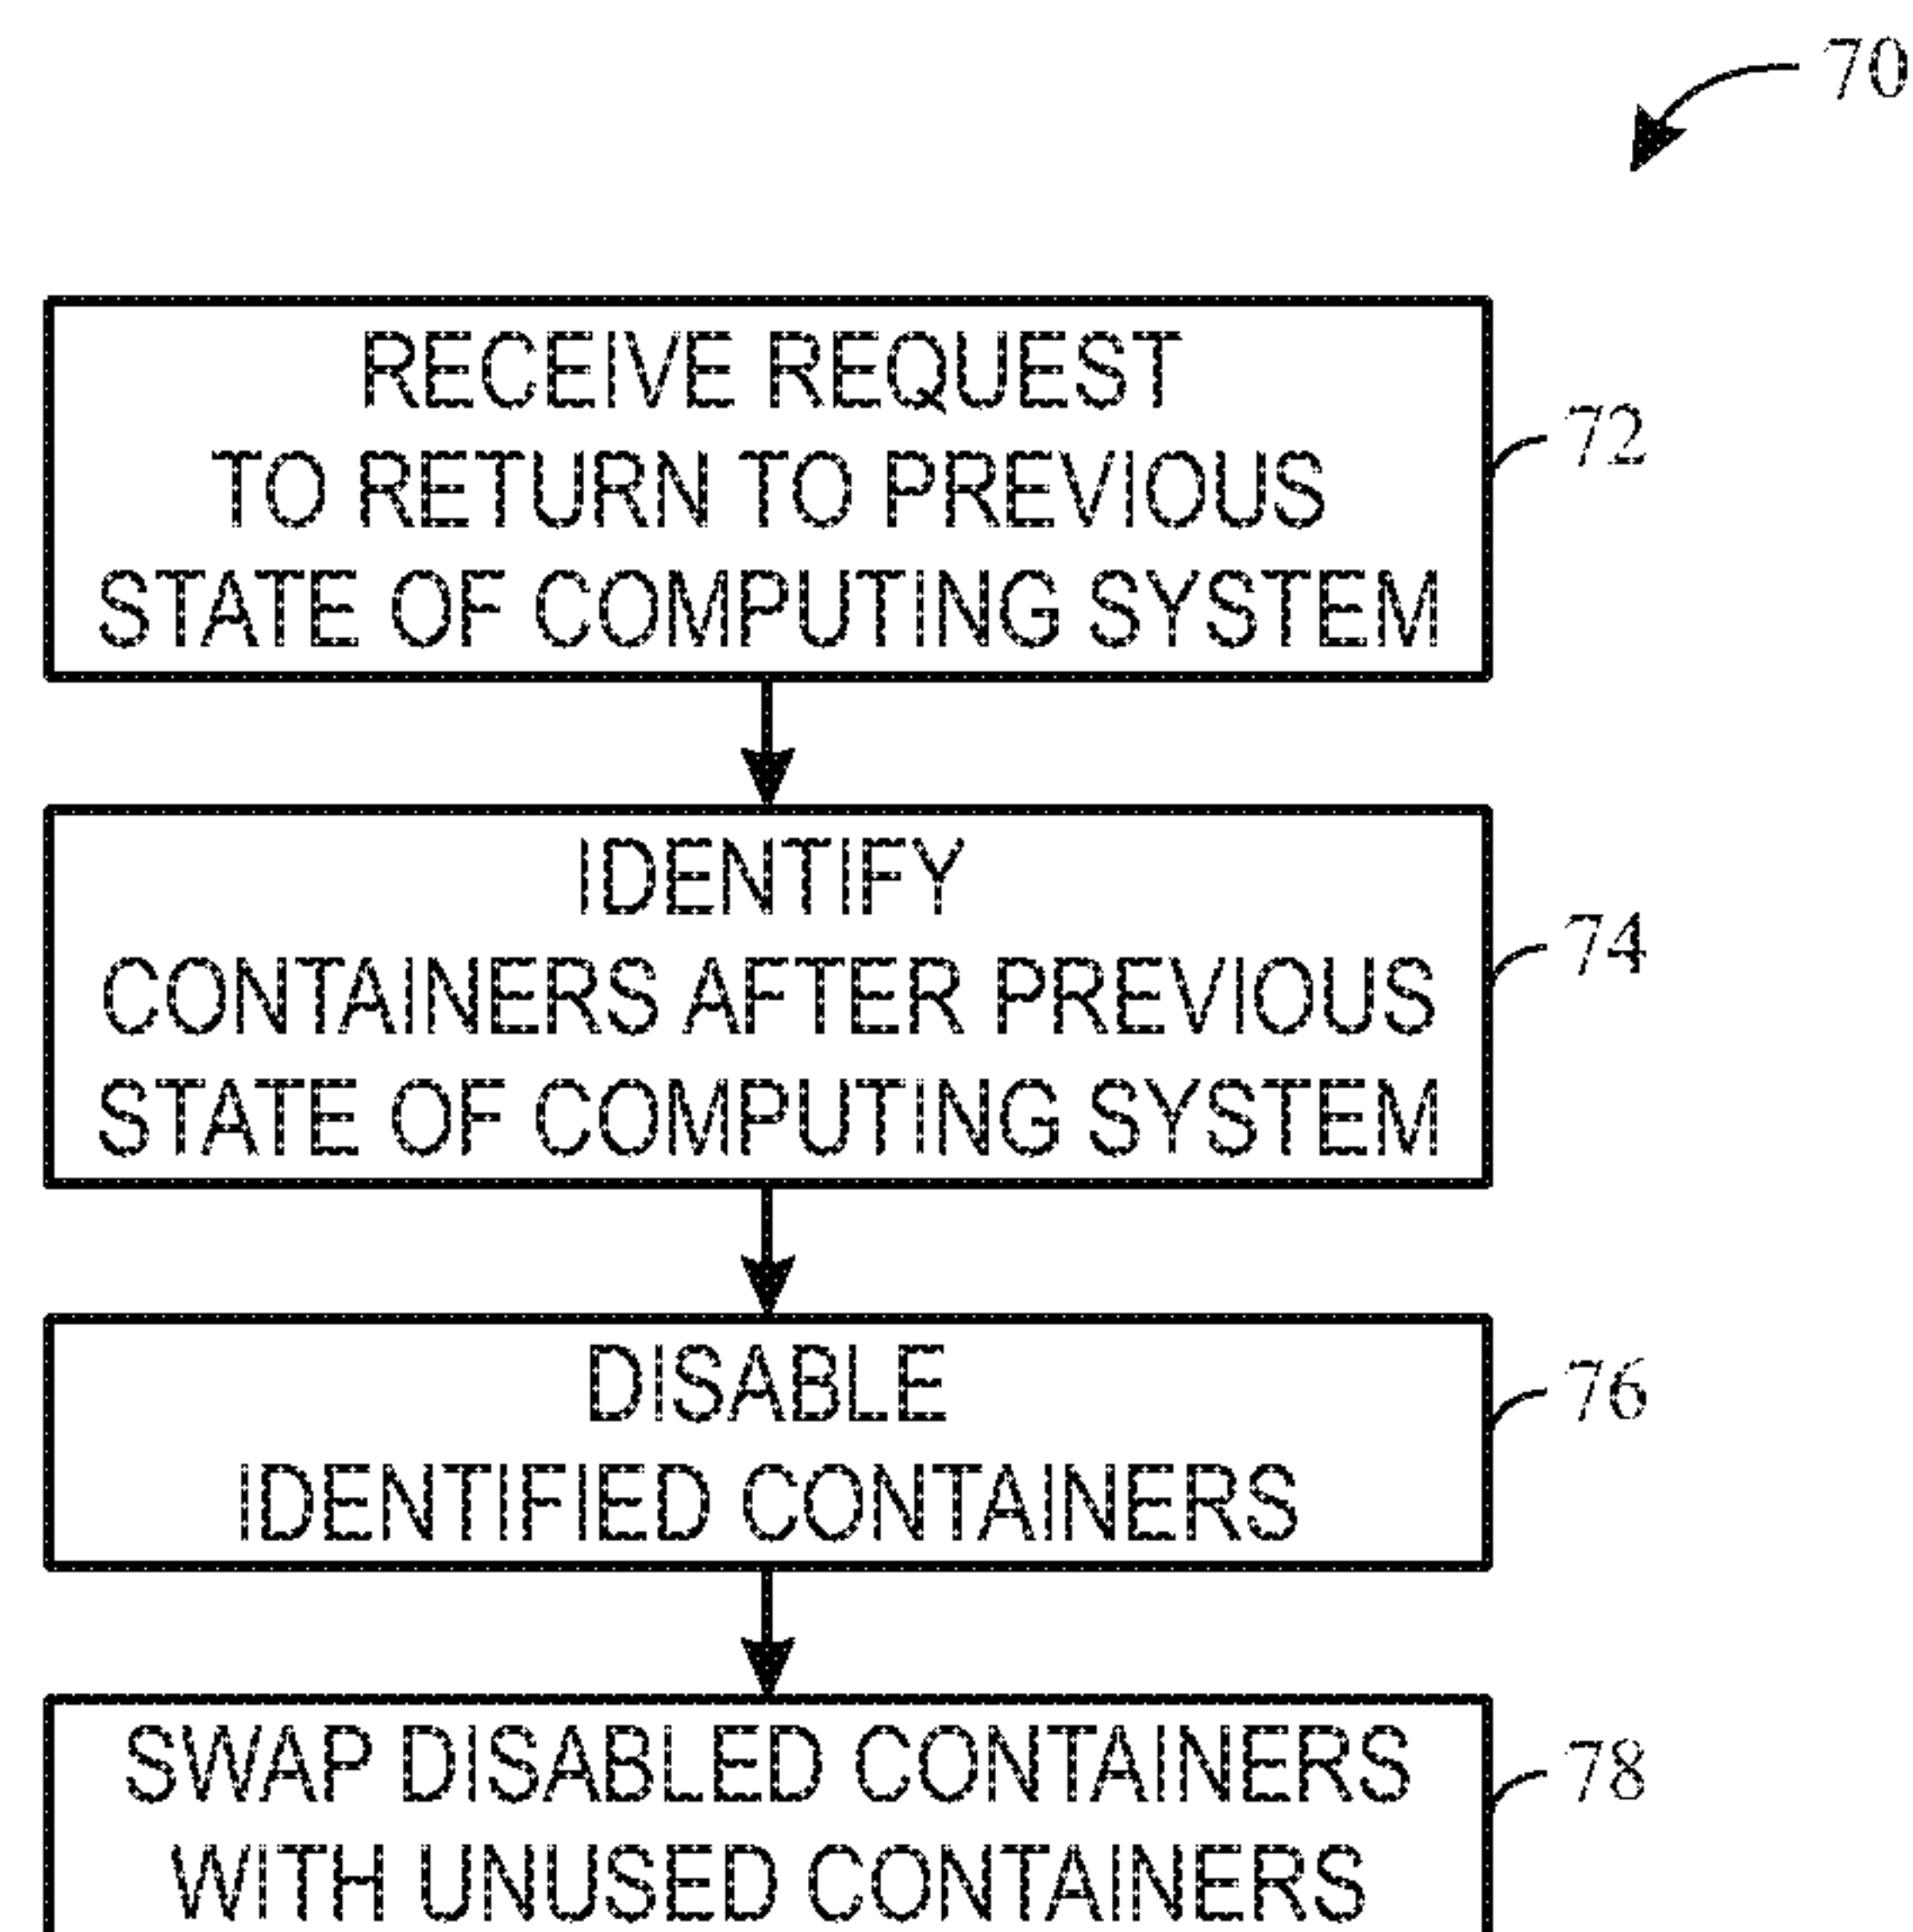 70
RECEIVE REQUEST
TO RETURN TO PREVIOUS
STATE OF COMPUTING SYSTEM
72
IDENTIFY
CONTAINERS AFTER PREVIOUS
STATE OF COMPUTING SYSTEM
74
DISABLE
IDENTIFIED CONTAINERS
76
SWAP DISABLED CONTAINERS
WITH UNUSED CONTAINERS
78